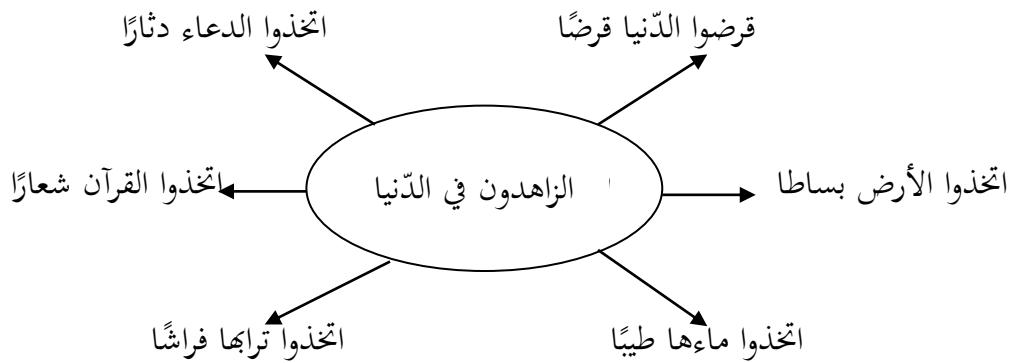 قرضوا الدّنيا قرضًا
اتخذوا الدعاء دثارًا
اتخذوا الأرض بساطا
الزاهدون في الدّنيا
اتخذوا القرآن شعارًا
اتخذوا ماءها طيبًا
اتخذوا ترابها فراشًا